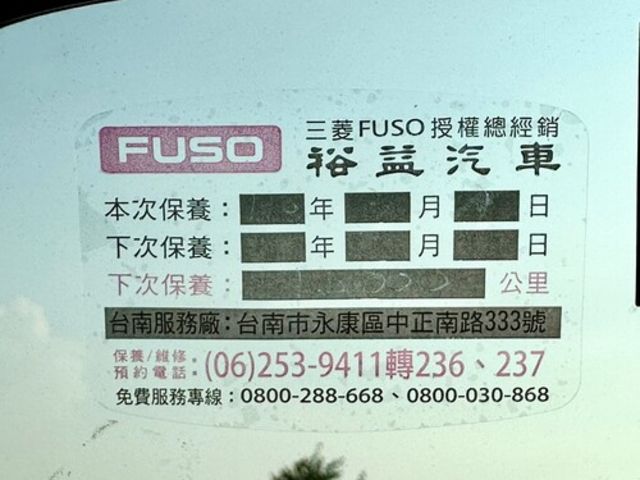 FUSO
三菱FUSO授權總經銷
裕益汽車
本次保養：年月日
下次保養：年月日
下次保養：公里
台南服務廠：台南市永康區中正南路333號
保養/維修
預約電話：(06)253-9411轉236、237
免費服務專線：0800-288-668、0800-030-868